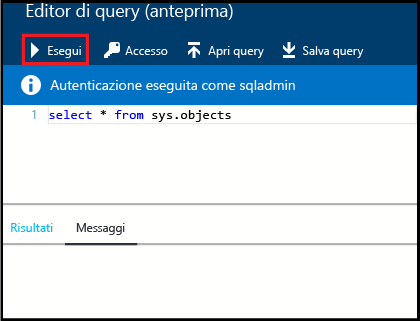 Editor di query (anteprima)
Esegui Accesso Apri query Salva query
Autenticazione eseguita come sqladmin
1 select * from sys.objects
Risultati Messaggi